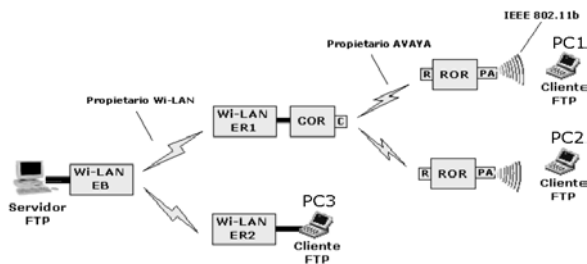 IEEE 802.11b
PC1
Propietario AVAYA
R ROR PA
Cliente
FTP
Propietario Wi-LAN
Wi-LAN
ER1
COR C
PC2
Wi-LAN
EB
R ROR PA
Cliente
FTP
Servidor
FTP
PC3
Wi-LAN
ER2
Cliente
FTP